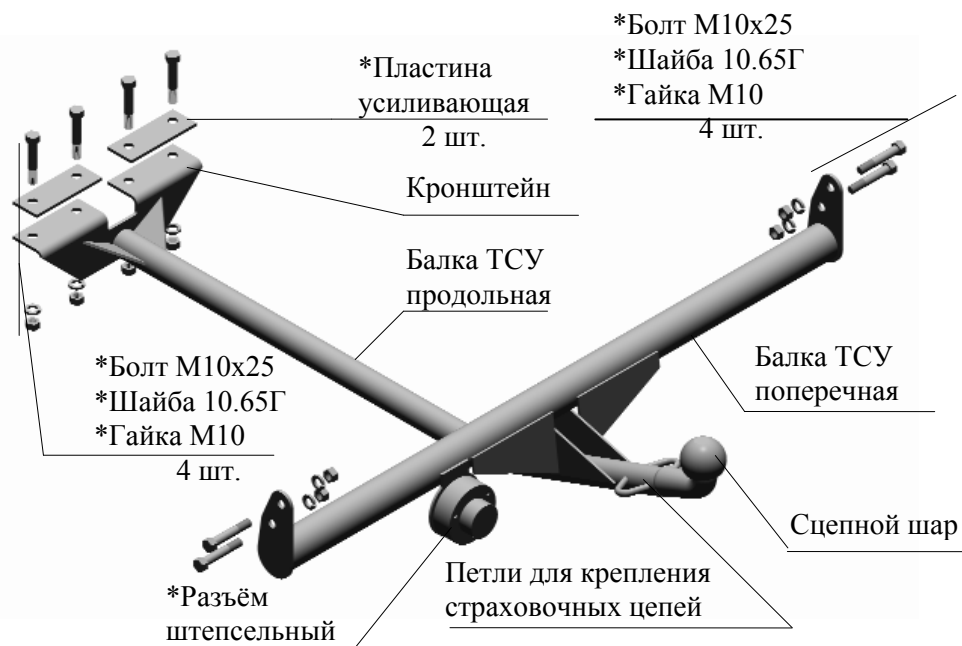 *Болт М10х25
*Шайба 10.65Г
*Гайка М10
4 шт.
*Пластина
усиливающая
2 шт.
Кронштейн
Балка ТСУ
продольная
Балка ТСУ
поперечная
*Болт М10х25
*Шайба 10.65Г
*Гайка М10
4 шт.
Сцепной шар
Петли для крепления
страховочных цепей
*Разъём
штепсельный